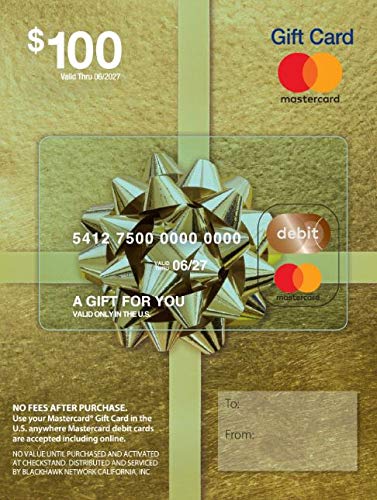 $100
Valid Thru 06/2027
Gift Card
mastercard
5412 7500 0000 0000
debit
VALID THRU 06/27
mastercard
A GIFT FOR YOU
VALID ONLY IN THE U.S.
NO FEES AFTER PURCHASE.
Use your Mastercard® Gift Card in the
U.S. anywhere Mastercard debit cards
are accepted including online.
NO VALUE UNTIL PURCHASED AND ACTIVATED
AT CHECKSTAND. DISTRIBUTED AND SERVICED
BY BLACKHAWK NETWORK CALIFORNIA, INC.
To:
From: